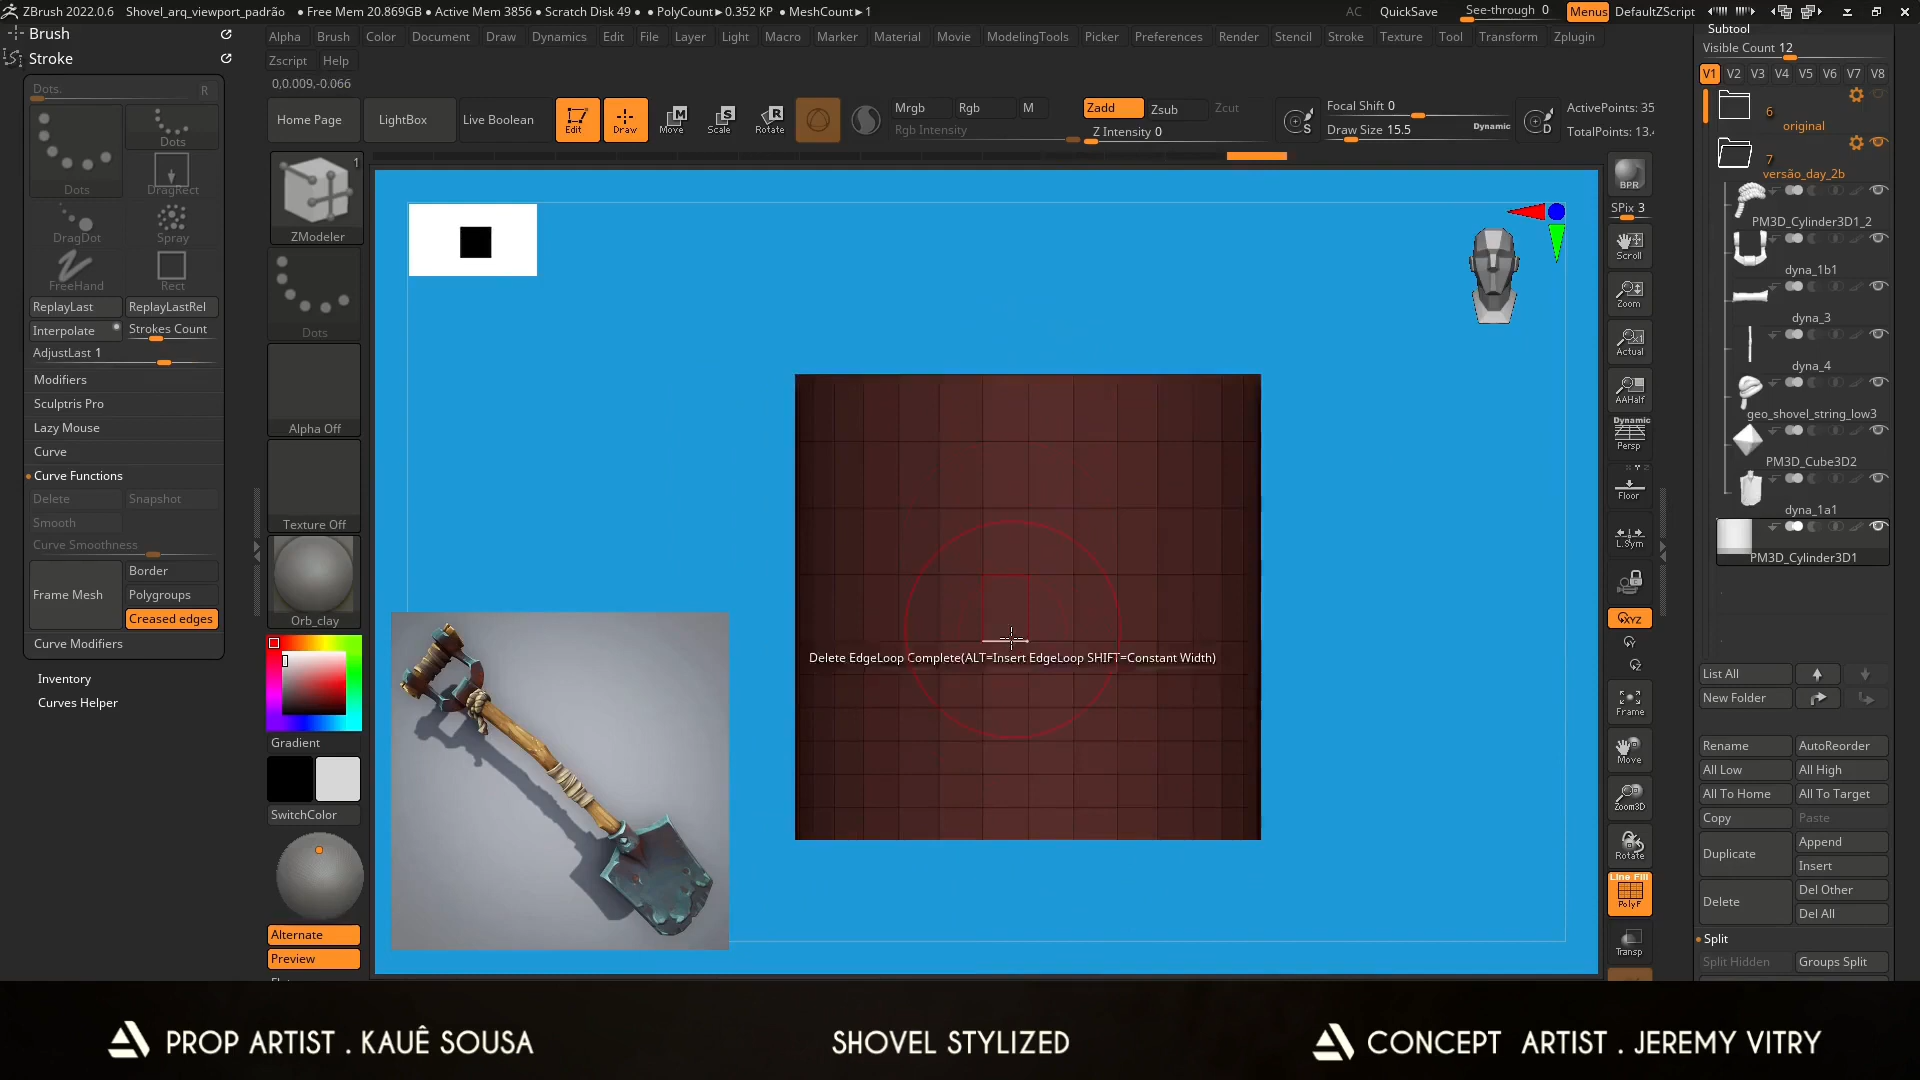 ZBrush 2022.0.6 Shovel_arq_viewport_padrão • Free Mem 20.869GB • Active Mem 3856 • Scratch Disk 49 • PolyCount▸0.352 KP • MeshCount▸1
AC QuickSave See-through 0 Menus DefaultZScript
Brush
Stroke
Alpha Brush Color Document Draw Dynamics Edit File Layer Light Macro Marker Material Movie ModelingTools Picker Preferences Render Stencil Stroke Texture Tool Transform Zplugin
Zscript Help
0,0.009,-0.066
Home Page LightBox Live Boolean Edit Draw Move Scale Rotate
Mrgb Rgb M
Rgb Intensity
Zadd Zsub Zcut
Z Intensity 0
Focal Shift 0
Draw Size 15.5 Dynamic
ActivePoints: 35
TotalPoints: 13.
Dots.
R
Dots
Dots
DragRect
DragDot
Spray
FreeHand
Rect
ReplayLast
ReplayLastRel
Interpolate
Strokes Count
AdjustLast 1
Modifiers
Sculptris Pro
Lazy Mouse
Curve
Curve Functions
Delete
Snapshot
Smooth
Curve Smoothness
Frame Mesh
Border
Polygroups
Creased edges
Curve Modifiers
Inventory
Curves Helper
1
ZModeler
Dots
Alpha Off
Texture Off
Orb_clay
Gradient
SwitchColor
Alternate
Preview
Delete EdgeLoop Complete(ALT=Insert EdgeLoop SHIFT=Constant Width)
BPR
SPix 3
Scroll
Zoom
Actual
AAHalf
Dynamic
Persp
Floor
L.Sym
XYZ
Frame
Move
Zoom3D
Rotate
Line Fill
PolyF
Transp
Subtool
Visible Count 12
V1 V2 V3 V4 V5 V6 V7 V8
6
original
7
versão_day_2b
PM3D_Cylinder3D1_2
dyna_1b1
dyna_3
dyna_4
geo_shovel_string_low3
PM3D_Cube3D2
dyna_1a1
PM3D_Cylinder3D1
List All
New Folder
Rename
AutoReorder
All Low
All High
All To Home
All To Target
Copy
Paste
Duplicate
Append
Insert
Delete
Del Other
Del All
Split
Split Hidden
Groups Split
PROP ARTIST . KAUÊ SOUSA
SHOVEL STYLIZED
CONCEPT ARTIST . JEREMY VITRY